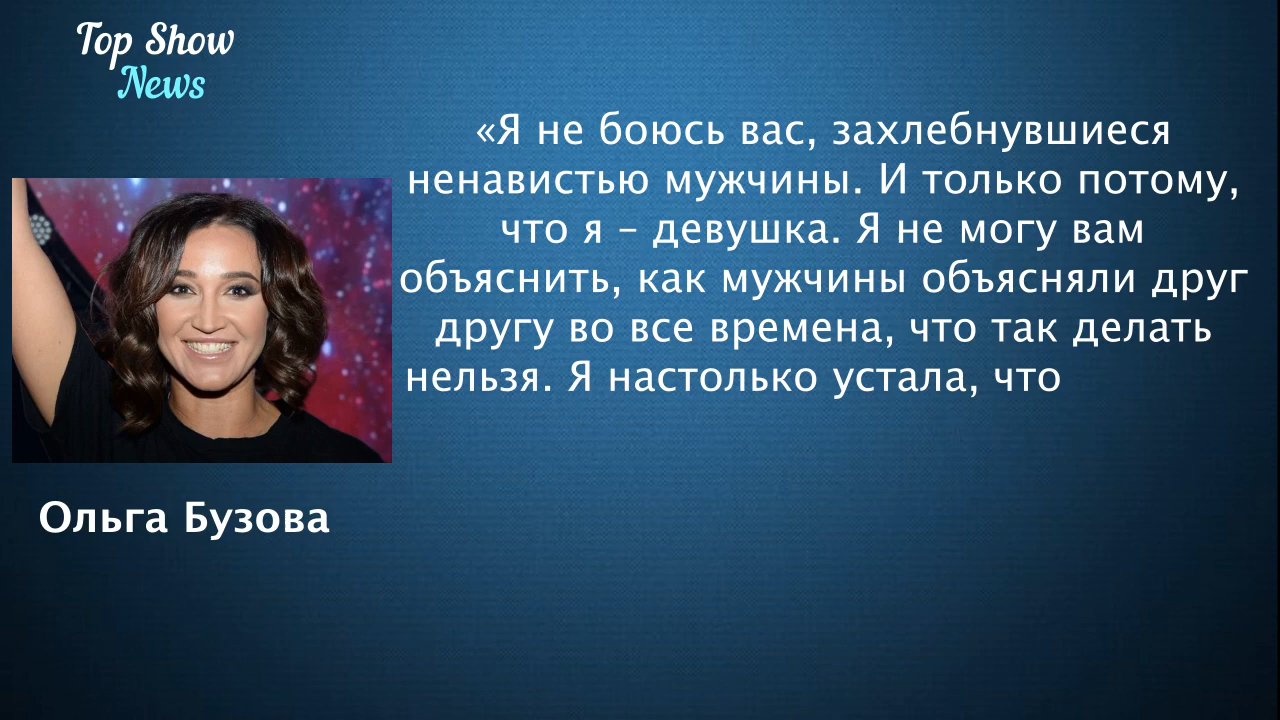 Top Show
News
«Я не боюсь вас, захлебнувшиеся
ненавистью мужчины. И только потому,
что я – девушка. Я не могу вам
объяснить, как мужчины объясняли друг
другу во все времена, что так делать
нельзя. Я настолько устала, что
Ольга Бузова